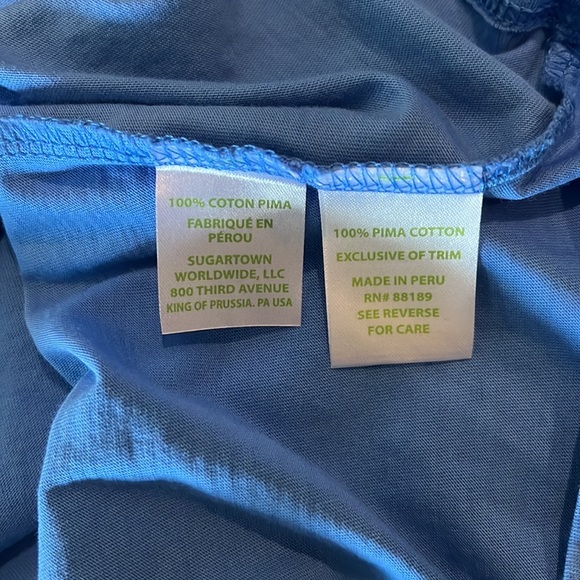 100% COTON PIMA
FABRIQUÉ EN
PÉROU
SUGARTOWN
WORLDWIDE, LLC
800 THIRD AVENUE
KING OF PRUSSIA. PA USA
100% PIMA COTTON
EXCLUSIVE OF TRIM
MADE IN PERU
RN# 88189
SEE REVERSE
FOR CARE